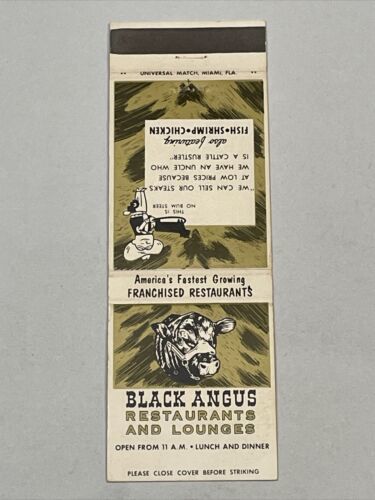 UNIVERSAL MATCH, MIAMI, FLA.
"WE CAN SELL OUR STEAKS
AT LOW PRICES BECAUSE
WE HAVE AN UNCLE WHO
IS A CATTLE RUSTLER"
also featuring
FISH•SHRIMP•CHICKEN
THIS IS
NO BUM STEER
America's Fastest Growing
FRANCHISED RESTAURANTS
BLACK ANGUS
RESTAURANTS
AND LOUNGES
OPEN FROM 11 A.M. • LUNCH AND DINNER
PLEASE CLOSE COVER BEFORE STRIKING